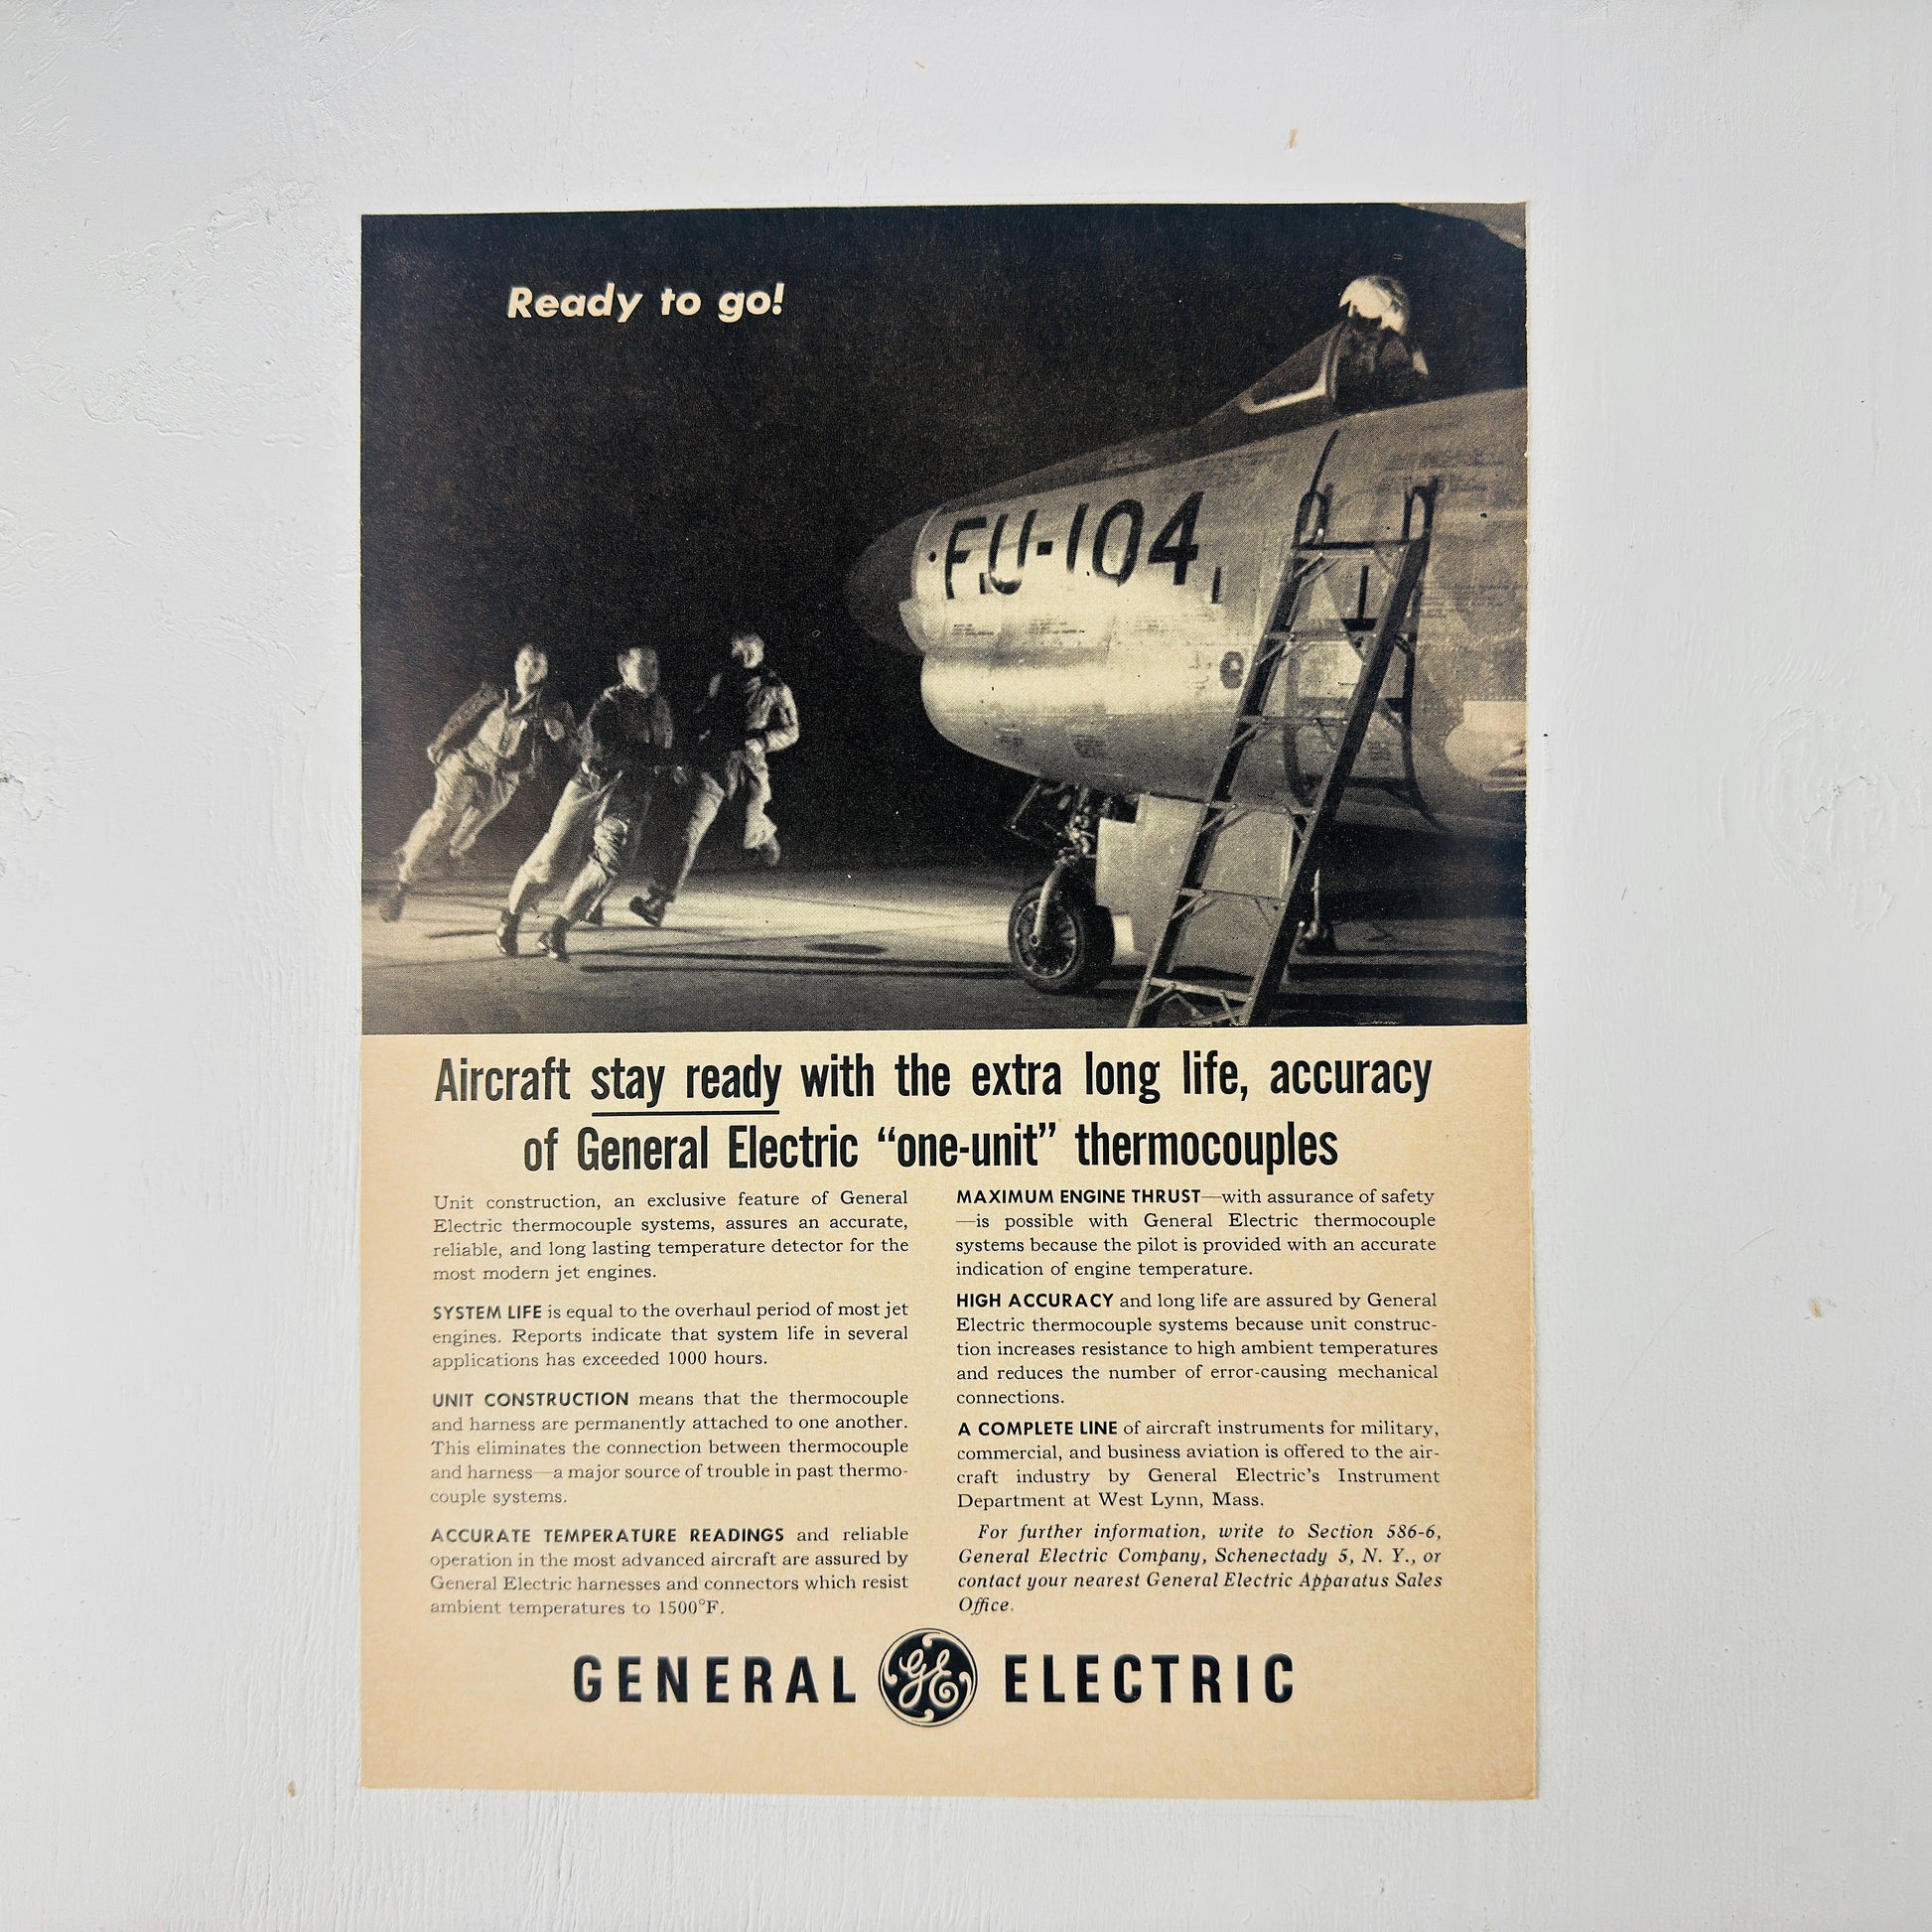 Ready to go!
FU-104
Aircraft stay ready with the extra long life, accuracy
of General Electric “one-unit” thermocouples
Unit construction, an exclusive feature of General
Electric thermocouple systems, assures an accurate,
reliable, and long lasting temperature detector for the
most modern jet engines.
SYSTEM LIFE is equal to the overhaul period of most jet
engines. Reports indicate that system life in several
applications has exceeded 1000 hours.
UNIT CONSTRUCTION means that the thermocouple
and harness are permanently attached to one another.
This eliminates the connection between thermocouple
and harness—a major source of trouble in past thermo-
couple systems.
ACCURATE TEMPERATURE READINGS and reliable
operation in the most advanced aircraft are assured by
General Electric harnesses and connectors which resist
ambient temperatures to 1500°F.
MAXIMUM ENGINE THRUST—with assurance of safety
—is possible with General Electric thermocouple
systems because the pilot is provided with an accurate
indication of engine temperature.
HIGH ACCURACY and long life are assured by General
Electric thermocouple systems because unit construc-
tion increases resistance to high ambient temperatures
and reduces the number of error-causing mechanical
connections.
A COMPLETE LINE of aircraft instruments for military,
commercial, and business aviation is offered to the air-
craft industry by General Electric’s Instrument
Department at West Lynn, Mass.
For further information, write to Section 586-6,
General Electric Company, Schenectady 5, N. Y., or
contact your nearest General Electric Apparatus Sales
Office.
GENERAL GE ELECTRIC